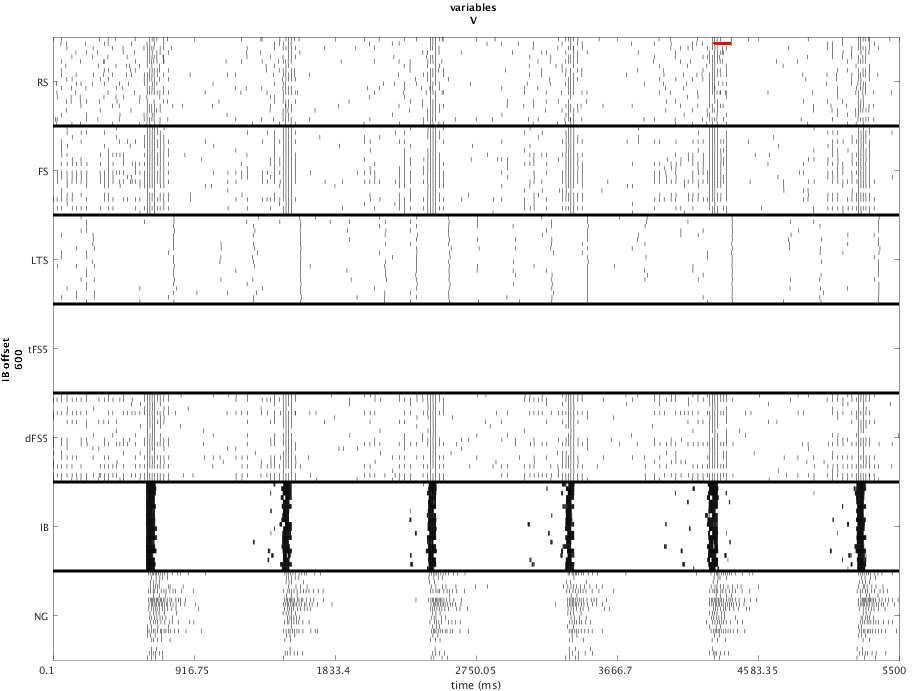 variables
V
RS
FS
LTS
tFS5
dFS5
IB
NG
IB offset
600
0.1 916.75 1833.4 2750.05 3666.7 4583.35 5500
time (ms)